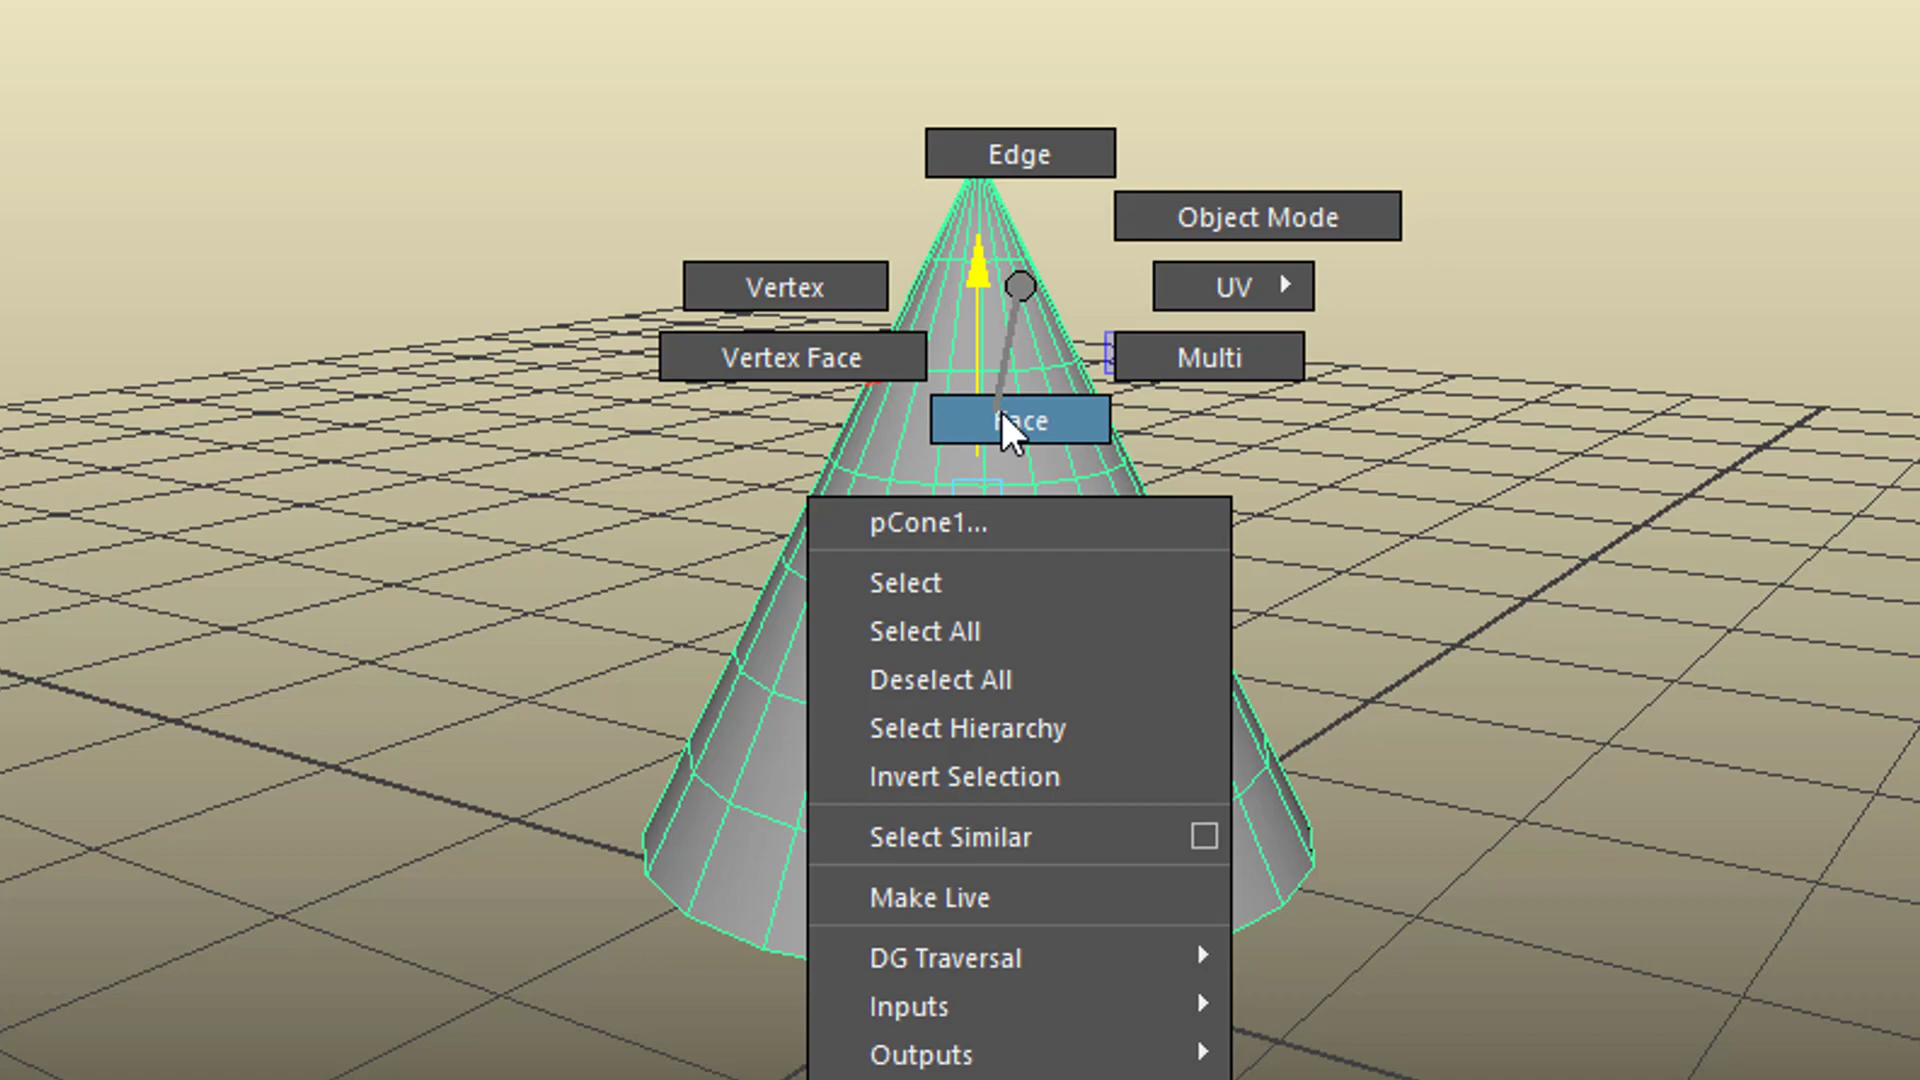 Edge
Object Mode
Vertex
UV
Vertex Face
Multi
Face
pCone1...
Select
Select All
Deselect All
Select Hierarchy
Invert Selection
Select Similar
Make Live
DG Traversal
Inputs
Outputs